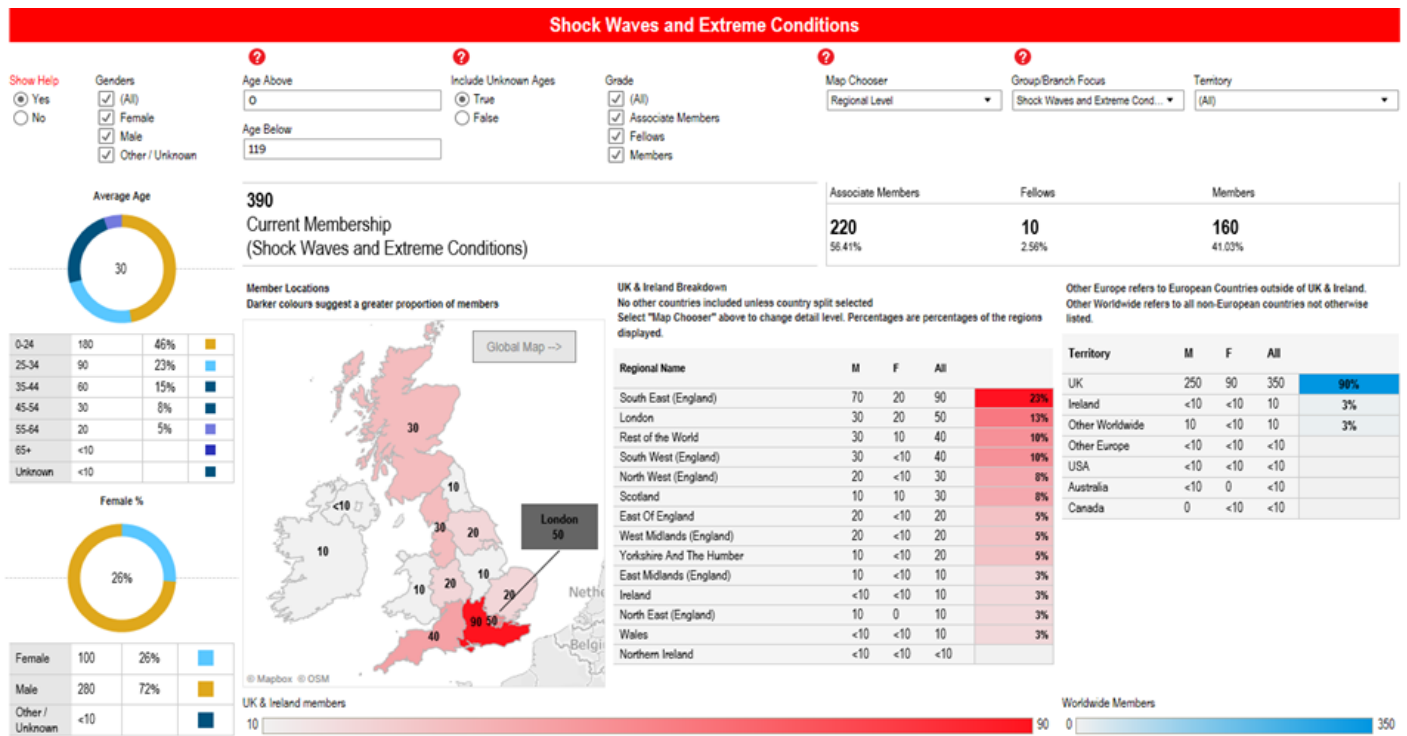 Shock Waves and Extreme Conditions
Show Help
Yes
No
Genders
(All)
Female
Male
Other / Unknown
?
Age Above
0
Age Below
119
?
Include Unknown Ages
True
False
Grade
(All)
Associate Members
Fellows
Members
?
Map Chooser
Regional Level
?
Group/Branch Focus
Shock Waves and Extreme Cond...
Territory
(All)
Average Age
30
0-24 180 46%
25-34 90 23%
35-44 60 15%
45-54 30 8%
55-64 20 5%
65+ <10
Unknown <10
Female %
26%
Female 100 26%
Male 280 72%
Other /
Unknown <10
390
Current Membership
(Shock Waves and Extreme Conditions)
Associate Members Fellows Members
220 10 160
56.41% 2.56% 41.03%
Member Locations
Darker colours suggest a greater proportion of members
Global Map -->
30
10
<10
London
50
30
20
10
10
20
10
20
Nethe
90 50
40
Belgi
© Mapbox © OSM
UK & Ireland Breakdown
No other countries included unless country split selected
Select "Map Chooser" above to change detail level. Percentages are percentages of the regions
displayed.
Regional Name M F All
South East (England) 70 20 90 23%
London 30 20 50 13%
Rest of the World 30 10 40 10%
South West (England) 30 <10 40 10%
North West (England) 20 <10 30 8%
Scotland 10 10 30 8%
East Of England 20 <10 20 5%
West Midlands (England) 20 <10 20 5%
Yorkshire And The Humber 10 <10 20 5%
East Midlands (England) 10 <10 10 3%
Ireland <10 <10 10 3%
North East (England) 10 0 10 3%
Wales <10 <10 10 3%
Northern Ireland <10 <10 <10
Other Europe refers to European Countries outside of UK & Ireland.
Other Worldwide refers to all non-European countries not otherwise
listed.
Territory M F All
UK 250 90 350 90%
Ireland <10 <10 10 3%
Other Worldwide 10 <10 10 3%
Other Europe <10 <10 <10
USA <10 <10 <10
Australia <10 0 <10
Canada 0 <10 <10
UK & Ireland members
10 90
Worldwide Members
0 350